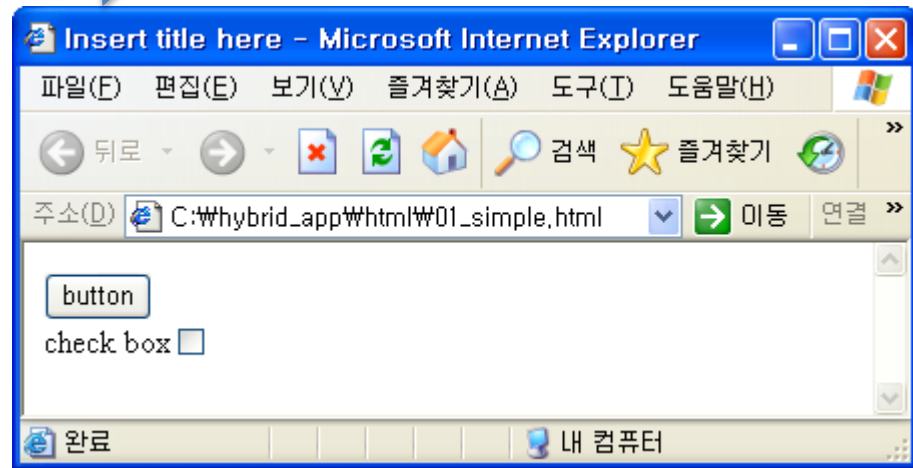 Insert title here - Microsoft Internet Explorer
파일(F) 편집(E) 보기(V) 즐겨찾기(A) 도구(T) 도움말(H)
뒤로 검색 즐겨찾기 »
주소(D) C:₩hybrid_app₩html₩01_simple.html 이동 연결 »
button
check box
완료 내 컴퓨터